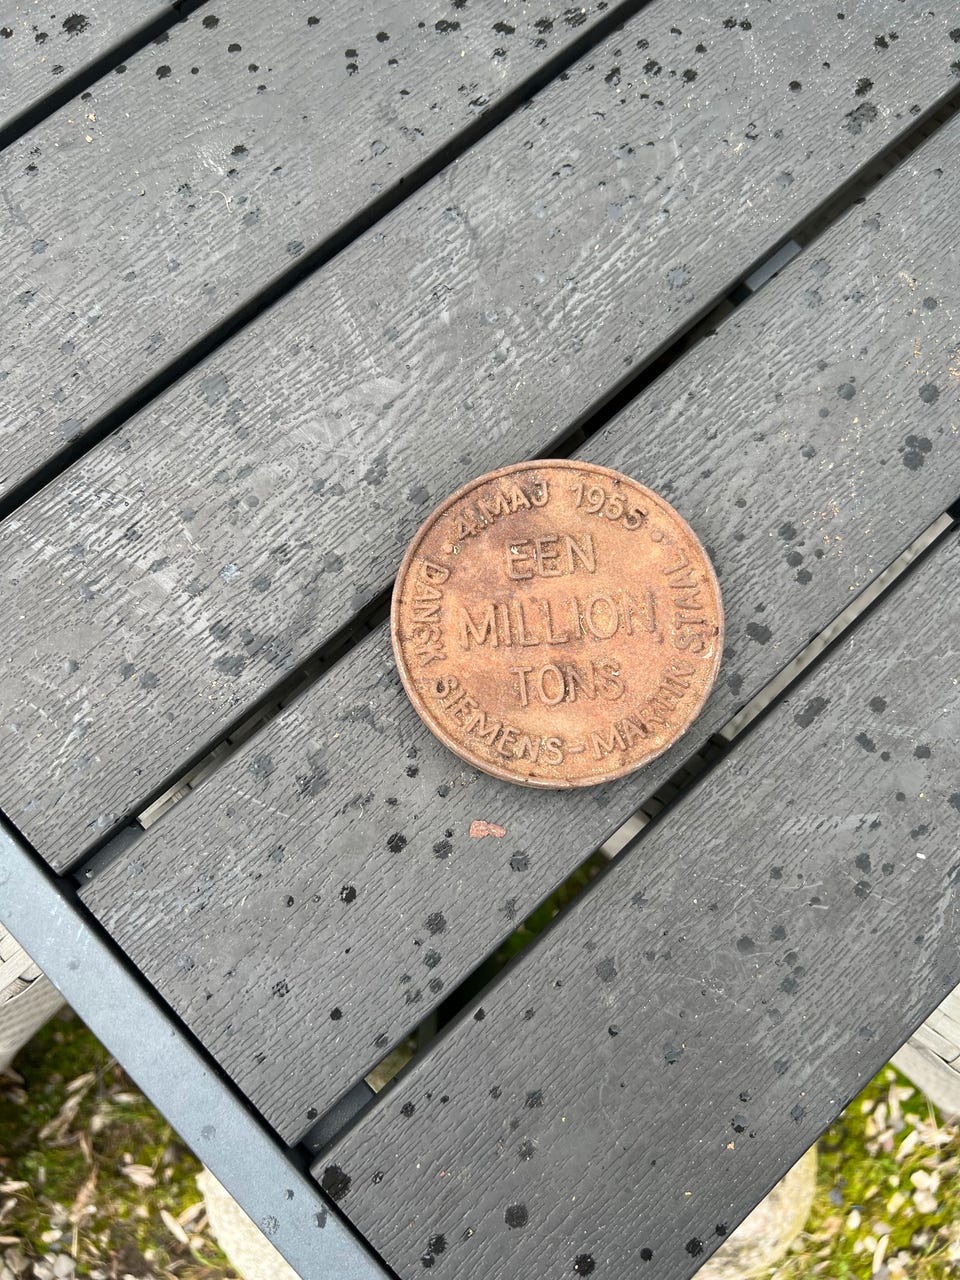 · 4. MAJ 1955 ·
EEN
MILLION
TONS
DANSK SIEMENS-MARTIN STAAL